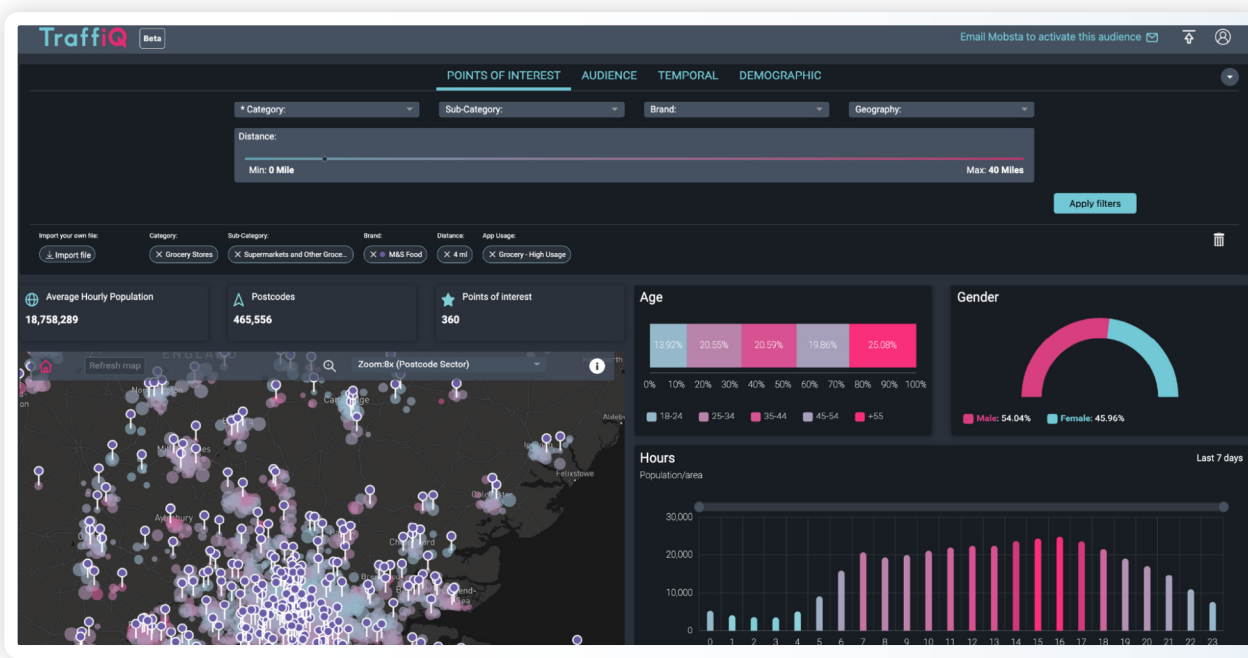 TraffiQ Beta
Email Mobsta to activate this audience
POINTS OF INTEREST AUDIENCE TEMPORAL DEMOGRAPHIC
* Category: Sub-Category: Brand: Geography:
Distance:
Min: 0 Mile Max: 40 Miles
Apply filters
Import your own file: Category: Sub-Category: Brand: Distance: App Usage:
Import file Grocery Stores Supermarkets and Other Groce... M&S Food 4 ml Grocery - High Usage
Average Hourly Population
18,758,289
Postcodes
465,556
Points of interest
360
Refresh map
Zoom:8x (Postcode Sector)
ENGLAND
Felixstowe
Age
13.92% 20.55% 20.59% 19.86% 25.08%
0% 10% 20% 30% 40% 50% 60% 70% 80% 90% 100%
18-24 25-34 35-44 45-54 +55
Gender
Male: 54.04% Female: 45.96%
Hours Last 7 days
Population/area
30,000
20,000
10,000
0
0 1 2 3 4 5 6 7 8 9 10 11 12 13 14 15 16 17 18 19 20 21 22 23